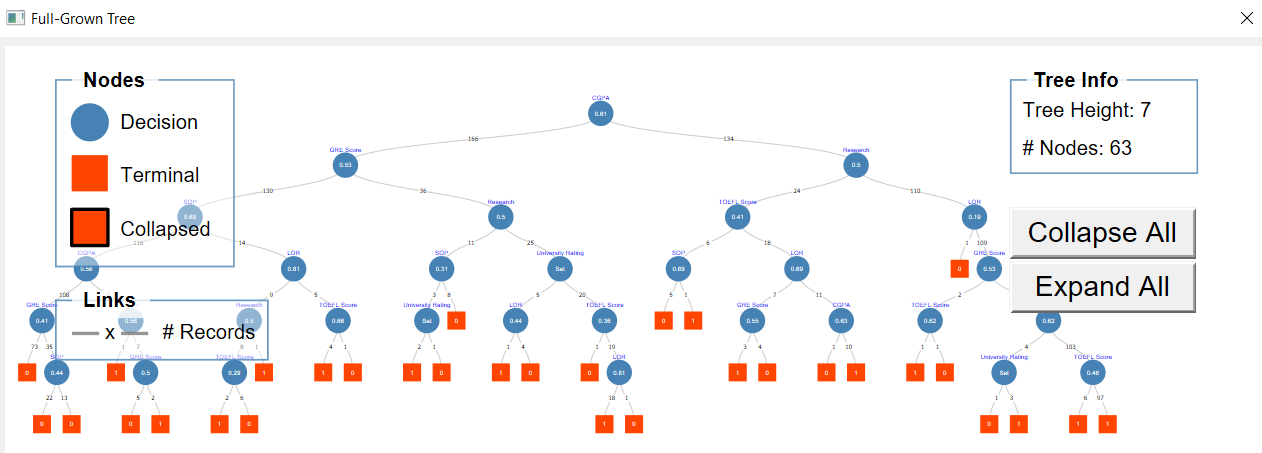 Full-Grown Tree
Nodes
Decision
Terminal
Collapsed
Links
x # Records
Tree Info
Tree Height: 7
# Nodes: 63
Collapse All
Expand All
CGPA
0.61
166 134
GRE Score Research
0.53 0.5
130 36 24 110
SOP Research TOEFL Score LOR
0.69 0.5 0.41 0.19
116 14 11 25 6 18 1 109
CGPA LOR SOP University Rating SOP LOR GRE Score
0.56 0.81 0.31 Set 0.69 0.69 0 0.53
108 9 5 3 8 5 20 5 1 7 11 2
GRE Score Research TOEFL Score University Rating LOR TOEFL Score GRE Score CGPA TOEFL Score
0.41 0.56 0.5 0.68 Set 0 0.44 0.36 0 1 0.55 0.63 0.62 0.62
73 35 1 7 8 1 4 1 2 1 1 4 1 19 3 4 1 10 1 1 4 103
SOP GRE Score TOEFL Score LOR University Rating TOEFL Score
0 0.44 1 0.5 0.29 1 1 0 1 0 1 0 0 0.81 1 0 0 1 1 0 Set 0.46
22 13 5 2 2 6 18 1 1 3 6 97
0 0 0 1 1 0 1 0 0 1 1 1